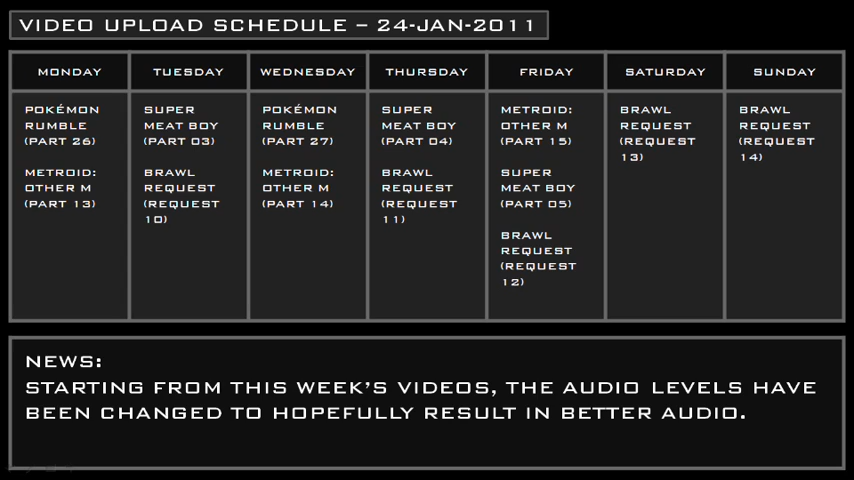 VIDEO UPLOAD SCHEDULE – 24-JAN-2011
MONDAY
TUESDAY
WEDNESDAY
THURSDAY
FRIDAY
SATURDAY
SUNDAY
POKÉMON
RUMBLE
(PART 26)
METROID:
OTHER M
(PART 13)
SUPER
MEAT BOY
(PART 03)
BRAWL
REQUEST
(REQUEST
10)
POKÉMON
RUMBLE
(PART 27)
METROID:
OTHER M
(PART 14)
SUPER
MEAT BOY
(PART 04)
BRAWL
REQUEST
(REQUEST
11)
METROID:
OTHER M
(PART 15)
SUPER
MEAT BOY
(PART 05)
BRAWL
REQUEST
(REQUEST
12)
BRAWL
REQUEST
(REQUEST
13)
BRAWL
REQUEST
(REQUEST
14)
NEWS:
STARTING FROM THIS WEEK'S VIDEOS, THE AUDIO LEVELS HAVE
BEEN CHANGED TO HOPEFULLY RESULT IN BETTER AUDIO.